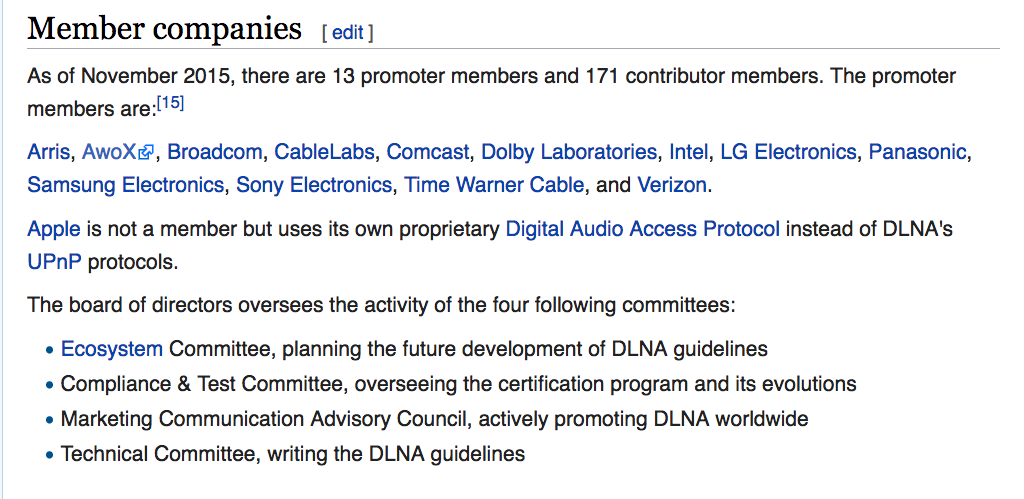 Member companies [ edit ]
As of November 2015, there are 13 promoter members and 171 contributor members. The promoter
members are:[15]
Arris, AwoX, Broadcom, CableLabs, Comcast, Dolby Laboratories, Intel, LG Electronics, Panasonic,
Samsung Electronics, Sony Electronics, Time Warner Cable, and Verizon.
Apple is not a member but uses its own proprietary Digital Audio Access Protocol instead of DLNA's
UPnP protocols.
The board of directors oversees the activity of the four following committees:
• Ecosystem Committee, planning the future development of DLNA guidelines
• Compliance & Test Committee, overseeing the certification program and its evolutions
• Marketing Communication Advisory Council, actively promoting DLNA worldwide
• Technical Committee, writing the DLNA guidelines